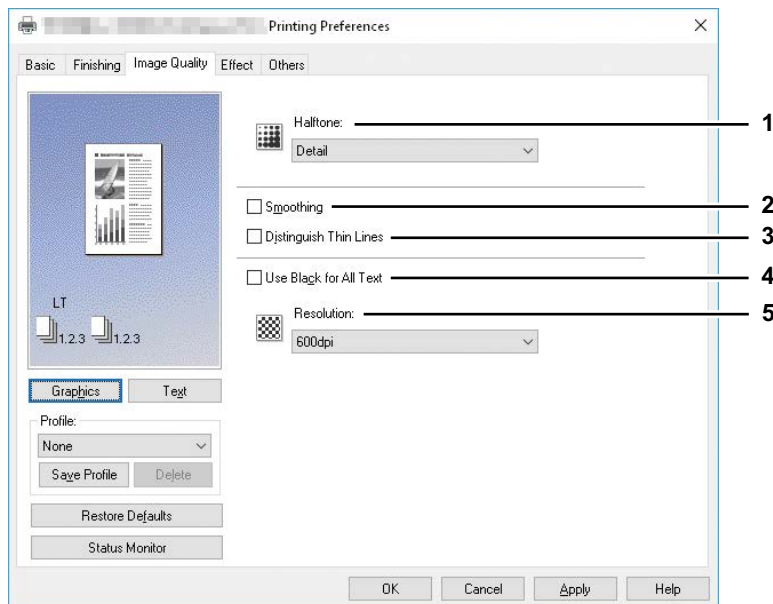 Printing Preferences
Basic Finishing Image Quality Effect Others
Halftone: 1
Detail
Smoothing 2
Distinguish Thin Lines 3
Use Black for All Text 4
Resolution: 5
600dpi
LT
1.2.3 1.2.3
Graphics Text
Profile:
None
Save Profile Delete
Restore Defaults
Status Monitor
OK Cancel Apply Help